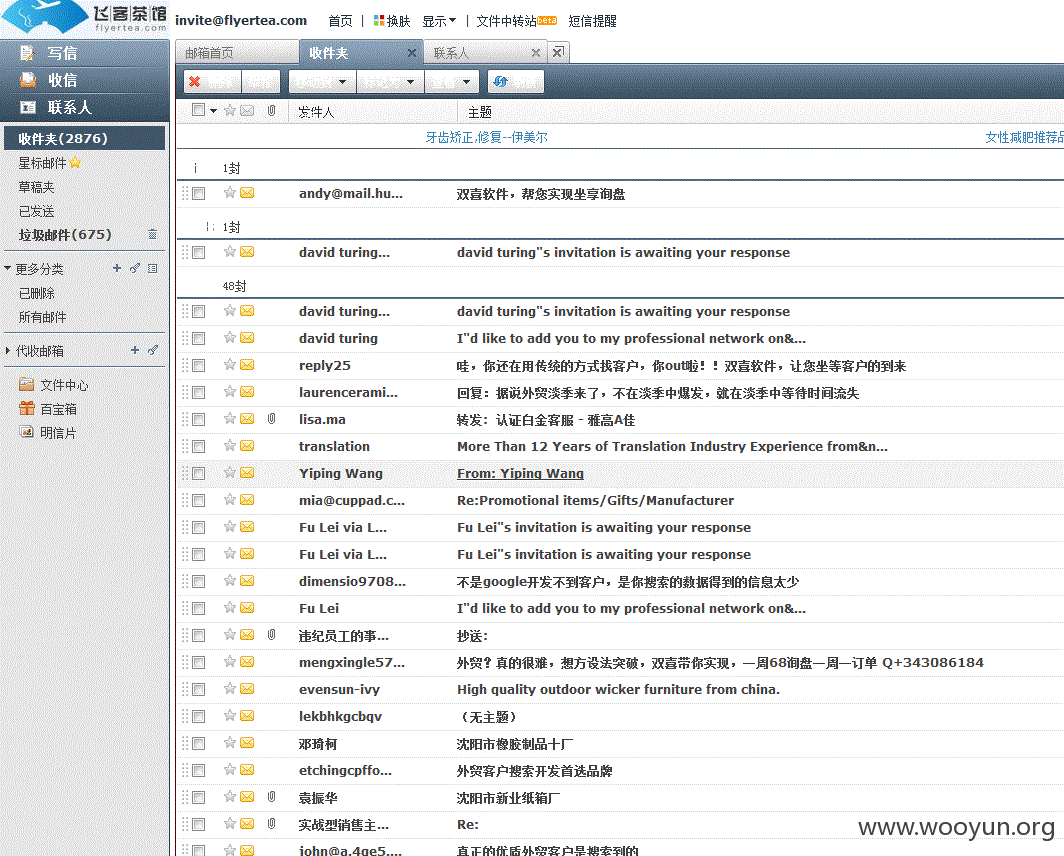 飞客茶馆 invite@flyertea.com 首页 | 换肤 显示 | 文件中转站 beta 短信提醒
flyertea.com
写信
收信
联系人
收件夹(2876)
星标邮件
草稿夹
已发送
垃圾邮件(675)
更多分类
已删除
所有邮件
代收邮箱
文件中心
百宝箱
明信片
邮箱首页 收件夹 联系人
发件人 主题
牙齿矫正,修复--伊美尔 女性减肥推荐品
1封
andy@mail.hu... 双喜软件，帮您实现坐享询盘
1封
david turing... david turing"s invitation is awaiting your response
48封
david turing... david turing"s invitation is awaiting your response
david turing I"d like to add you to my professional network on&...
reply25 哇，你还在用传统的方式找客户，你out啦！！双喜软件，让您坐等客户的到来
laurencerami... 回复：据说外贸淡季来了，不在淡季中爆发，就在淡季中等待时间流失
lisa.ma 转发：认证白金客服 - 雅高A佳
translation More Than 12 Years of Translation Industry Experience from&n...
Yiping Wang From: Yiping Wang
mia@cuppad.c... Re:Promotional items/Gifts/Manufacturer
Fu Lei via L... Fu Lei"s invitation is awaiting your response
Fu Lei via L... Fu Lei"s invitation is awaiting your response
dimensio9708... 不是google开发不到客户，是你搜索的数据得到的信息太少
Fu Lei I"d like to add you to my professional network on&...
违纪员工的事... 抄送:
mengxingle57... 外贸？真的很难，想方设法突破，双喜带你实现，一周68询盘一周一订单 Q+343086184
evensun-ivy High quality outdoor wicker furniture from china.
lekbhkgcbqv （无主题）
邓琦柯 沈阳市橡胶制品十厂
etchingcpffo... 外贸客户搜索开发首选品牌
袁振华 沈阳市新业纸箱厂
实战型销售主... Re:
john@a.4ge5.... 真正的优质外贸客户是搜索到的
www.wooyun.org